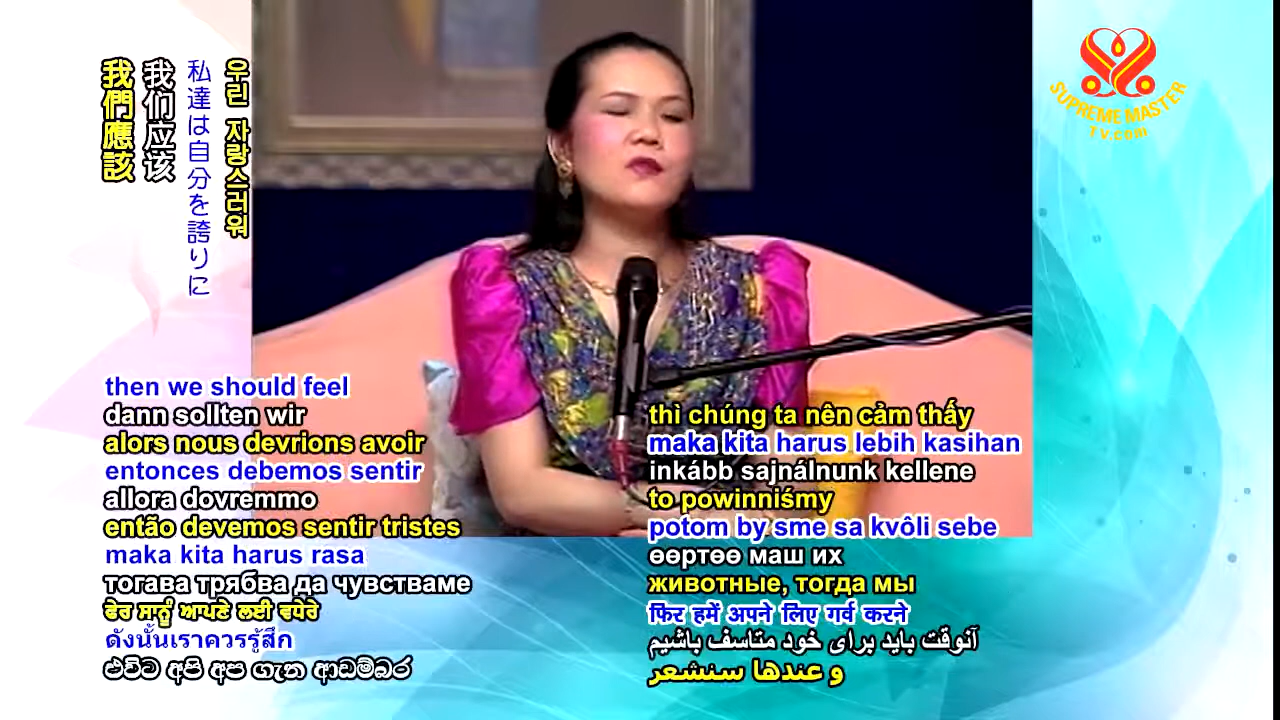 SUPREME MASTER
TV.com
우린 자랑스러워
私達は自分を誇りに
我们应该
我們應該
then we should feel
dann sollten wir
alors nous devrions avoir
entonces debemos sentir
allora dovremmo
então devemos sentir tristes
maka kita harus rasa
тогава трябва да чувстваме
ਫੇਰ ਸਾਨੂੰ ਆਪਣੇ ਲਈ ਵਧੇਰੇ
ดังนั้นเราควรรู้สึก
එවිට අපි අප ගැන ආඩම්බර
thì chúng ta nên cảm thấy
maka kita harus lebih kasihan
inkább sajnálnunk kellene
to powinniśmy
potom by sme sa kvôli sebe
өөртөө маш их
животные, тогда мы
फिर हमें अपने लिए गर्व करने
آنوقت باید برای خود متاسف باشیم
و عندها سنشعر